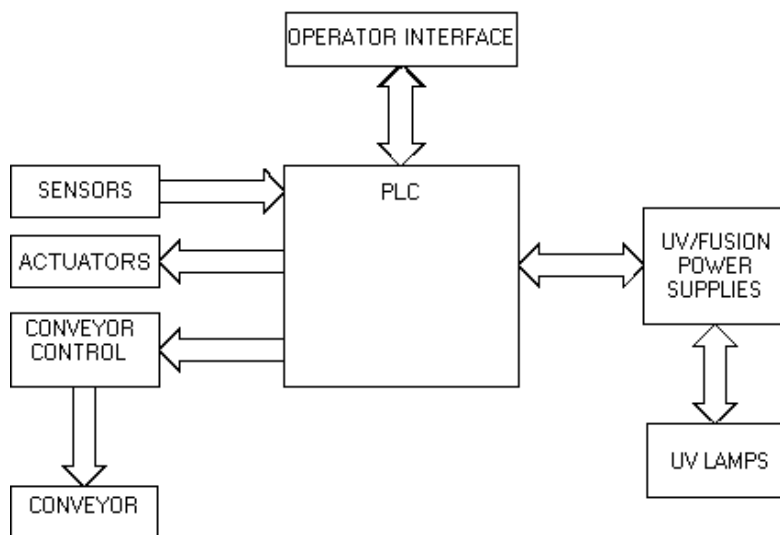 OPERATOR INTERFACE
SENSORS
PLC
ACTUATORS
UV/FUSION
POWER
SUPPLIES
CONVEYOR
CONTROL
UV LAMPS
CONVEYOR